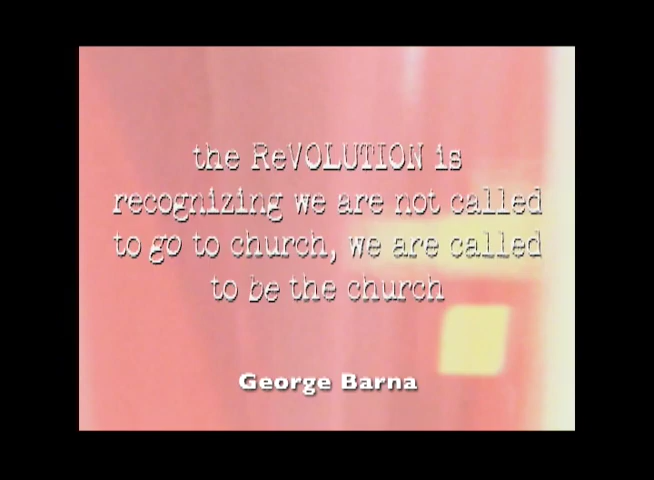 the ReVOLUTION is
recognizing we are not called
to go to church, we are called
to be the church
George Barna